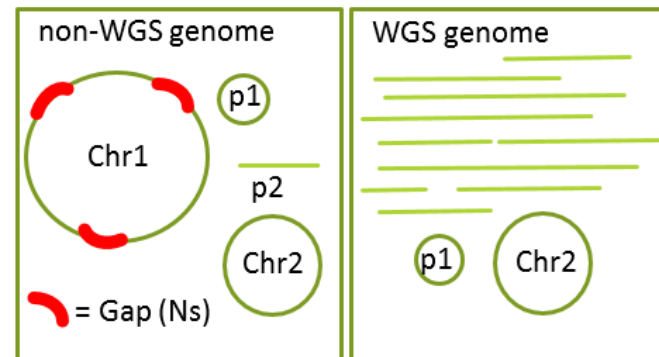 non-WGS genome
p1
Chr1
p2
Chr2
= Gap (Ns)
WGS genome
p1
Chr2